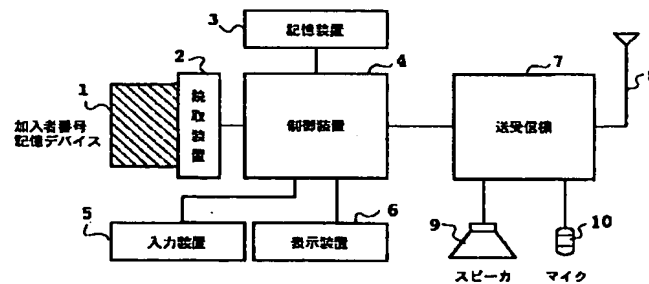 3
記憶装置
1
2
4
7
8
加入者番号
記憶デバイス
読取装置
制御装置
送受信機
5
入力装置
6
表示装置
9
スピーカ
10
マイク